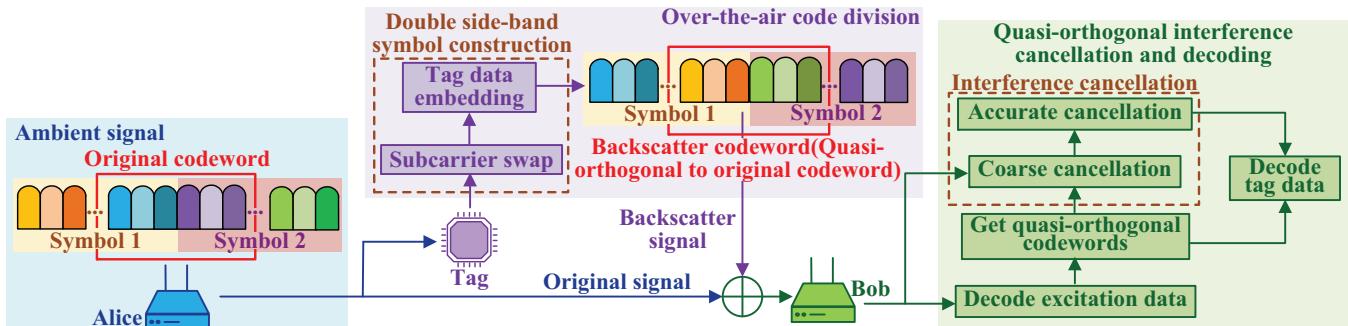 Ambient signal
Original codeword
...
...
Symbol 1
Symbol 2
Alice
Double side-band
symbol construction
Tag data
embedding
Subcarrier swap
Tag
Over-the-air code division
...
...
Symbol 1
Symbol 2
Backscatter codeword(Quasi-
orthogonal to original codeword)
Backscatter
signal
Original signal
Bob
Quasi-orthogonal interference
cancellation and decoding
Interference cancellation
Accurate cancellation
Coarse cancellation
Get quasi-orthogonal
codewords
Decode excitation data
Decode
tag data